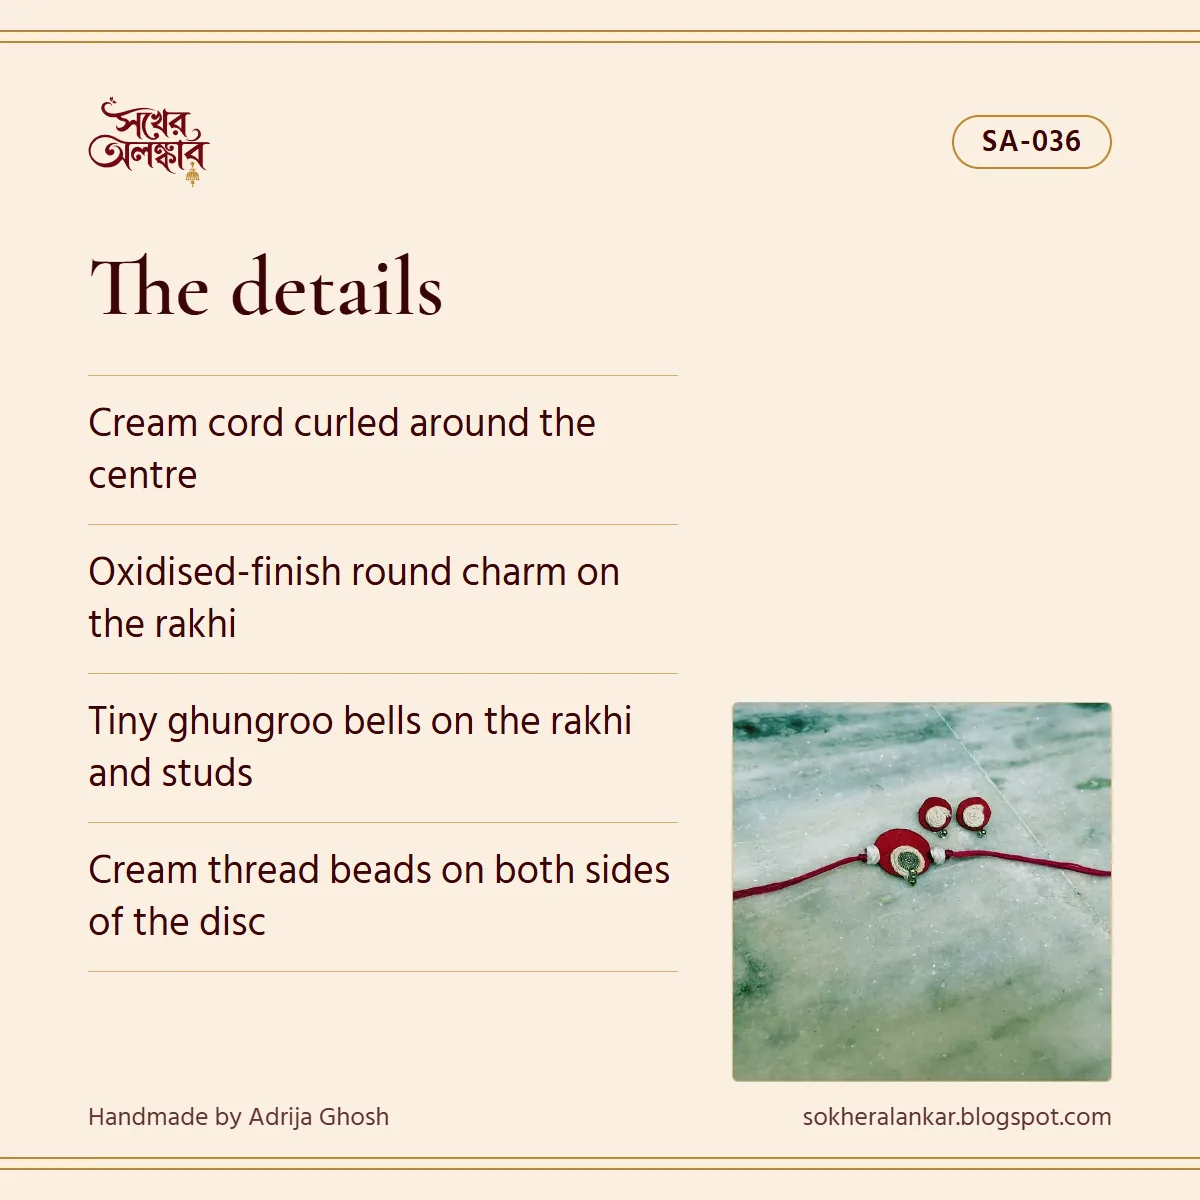 সখের
অলঙ্কার
SA-036
The details
Cream cord curled around the
centre
Oxidised-finish round charm on
the rakhi
Tiny ghungroo bells on the rakhi
and studs
Cream thread beads on both sides
of the disc
Handmade by Adrija Ghosh
sokheralankar.blogspot.com